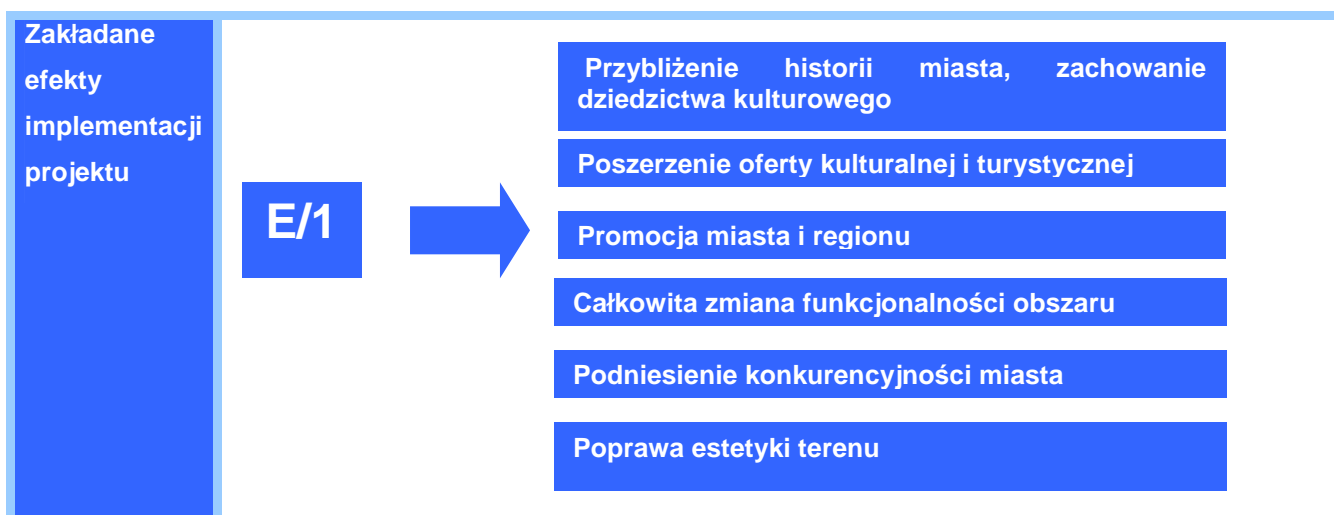 Zakładane
efekty
implementacji
projektu
E/1
Przybliżenie historii miasta, zachowanie
dziedzictwa kulturowego
Poszerzenie oferty kulturalnej i turystycznej
Promocja miasta i regionu
Całkowita zmiana funkcjonalności obszaru
Podniesienie konkurencyjności miasta
Poprawa estetyki terenu